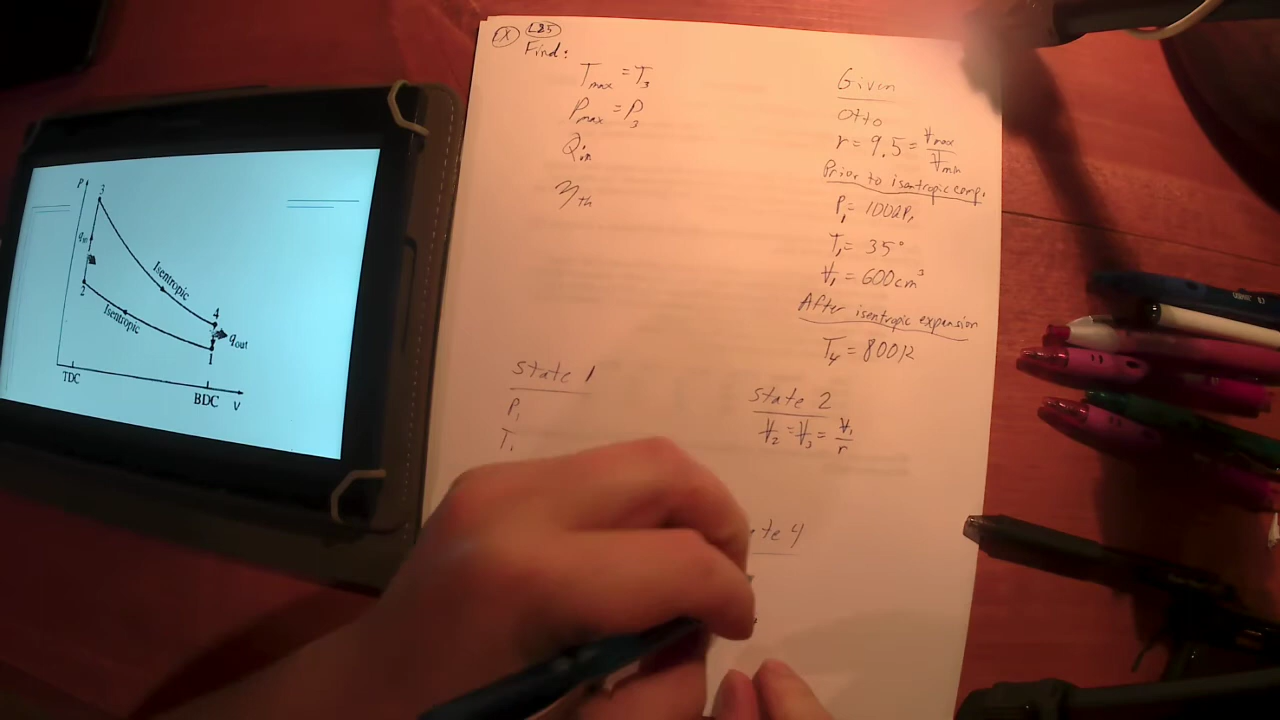 EX L25
Find:
Tmax = T3
Pmax = P3
Qin
ηth
Given
Otto
r = 9.5 = Vmax/Vmin
Prior to isentropic comp.
P1 = 100kPa
T1 = 35°
V1 = 600cm³
After isentropic expansion
T4 = 800K
State 1
P1
T1
State 2
V2 = V3 = V1/r
te 4
P
3
qin
Isentropic
2
Isentropic
4
qout
1
TDC
BDC
v